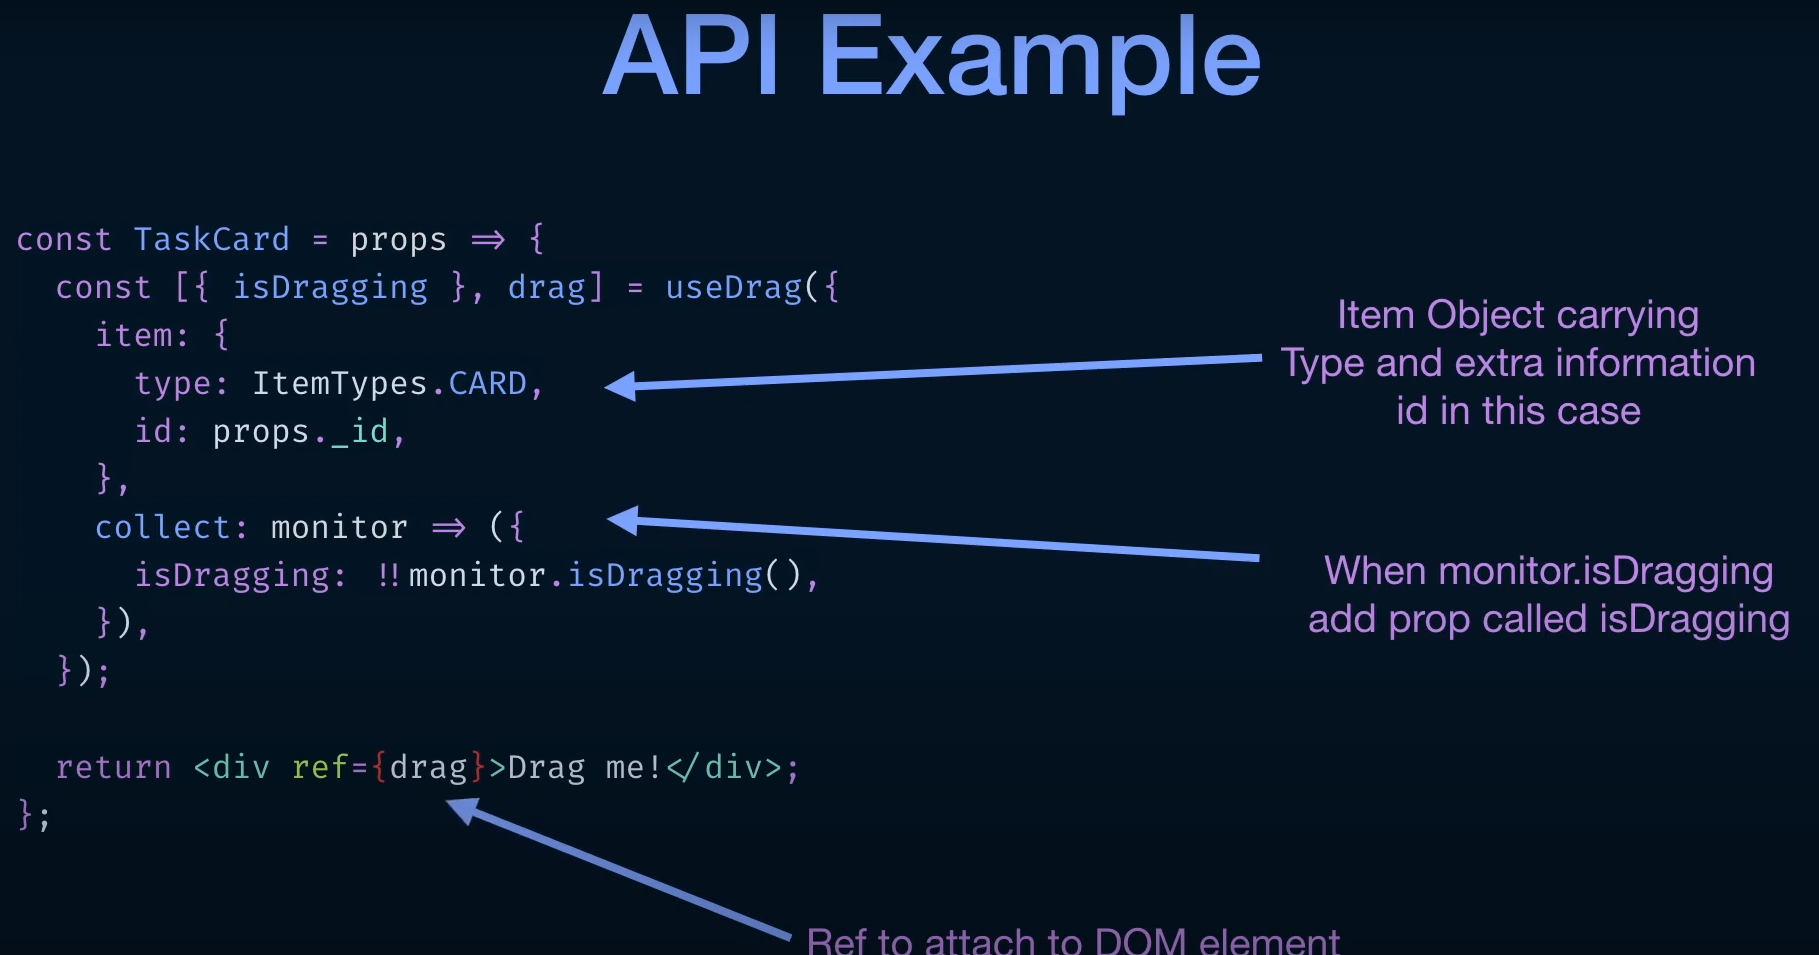 API Example
const TaskCard = props => {
const [{ isDragging }, drag] = useDrag({
item: {
type: ItemTypes.CARD,
id: props._id,
},
collect: monitor => ({
isDragging: !!monitor.isDragging(),
}),
});
return <div ref={drag}>Drag me!</div>;
};
Item Object carrying
Type and extra information
id in this case
When monitor.isDragging
add prop called isDragging
Ref to attach to DOM element